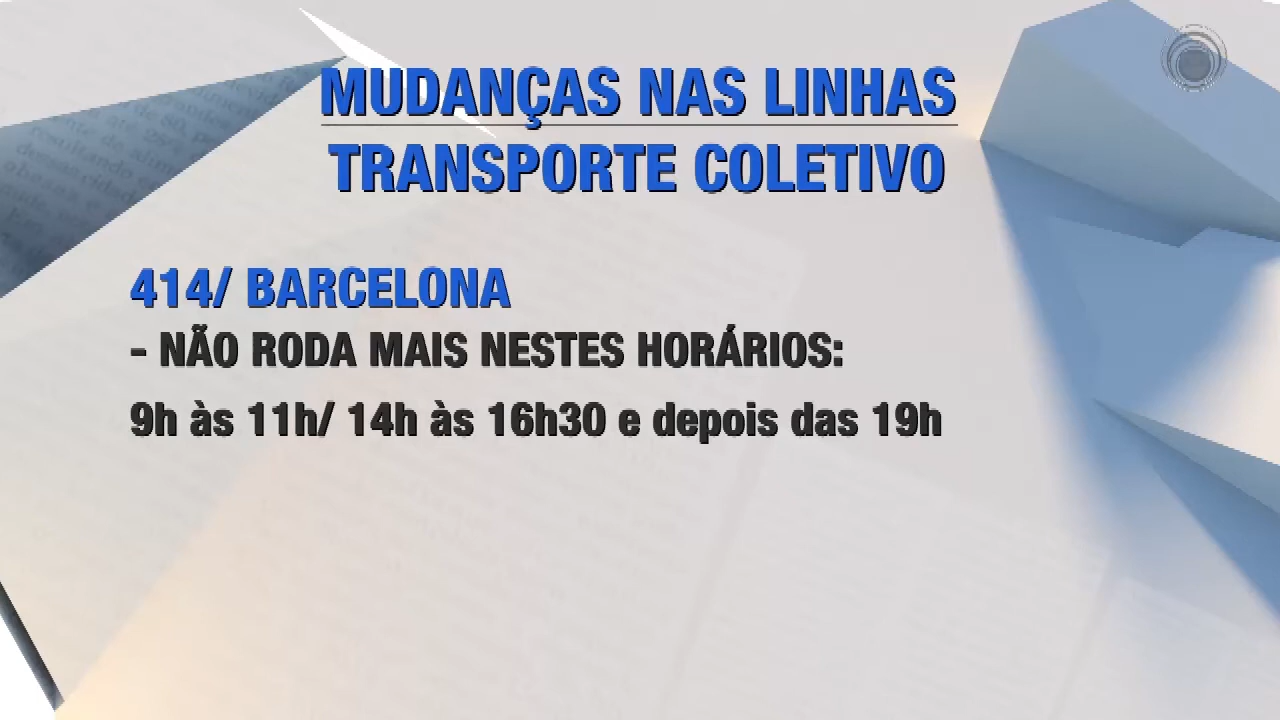 MUDANÇAS NAS LINHAS
TRANSPORTE COLETIVO
414/ BARCELONA
- NÃO RODA MAIS NESTES HORÁRIOS:
9h às 11h/ 14h às 16h30 e depois das 19h